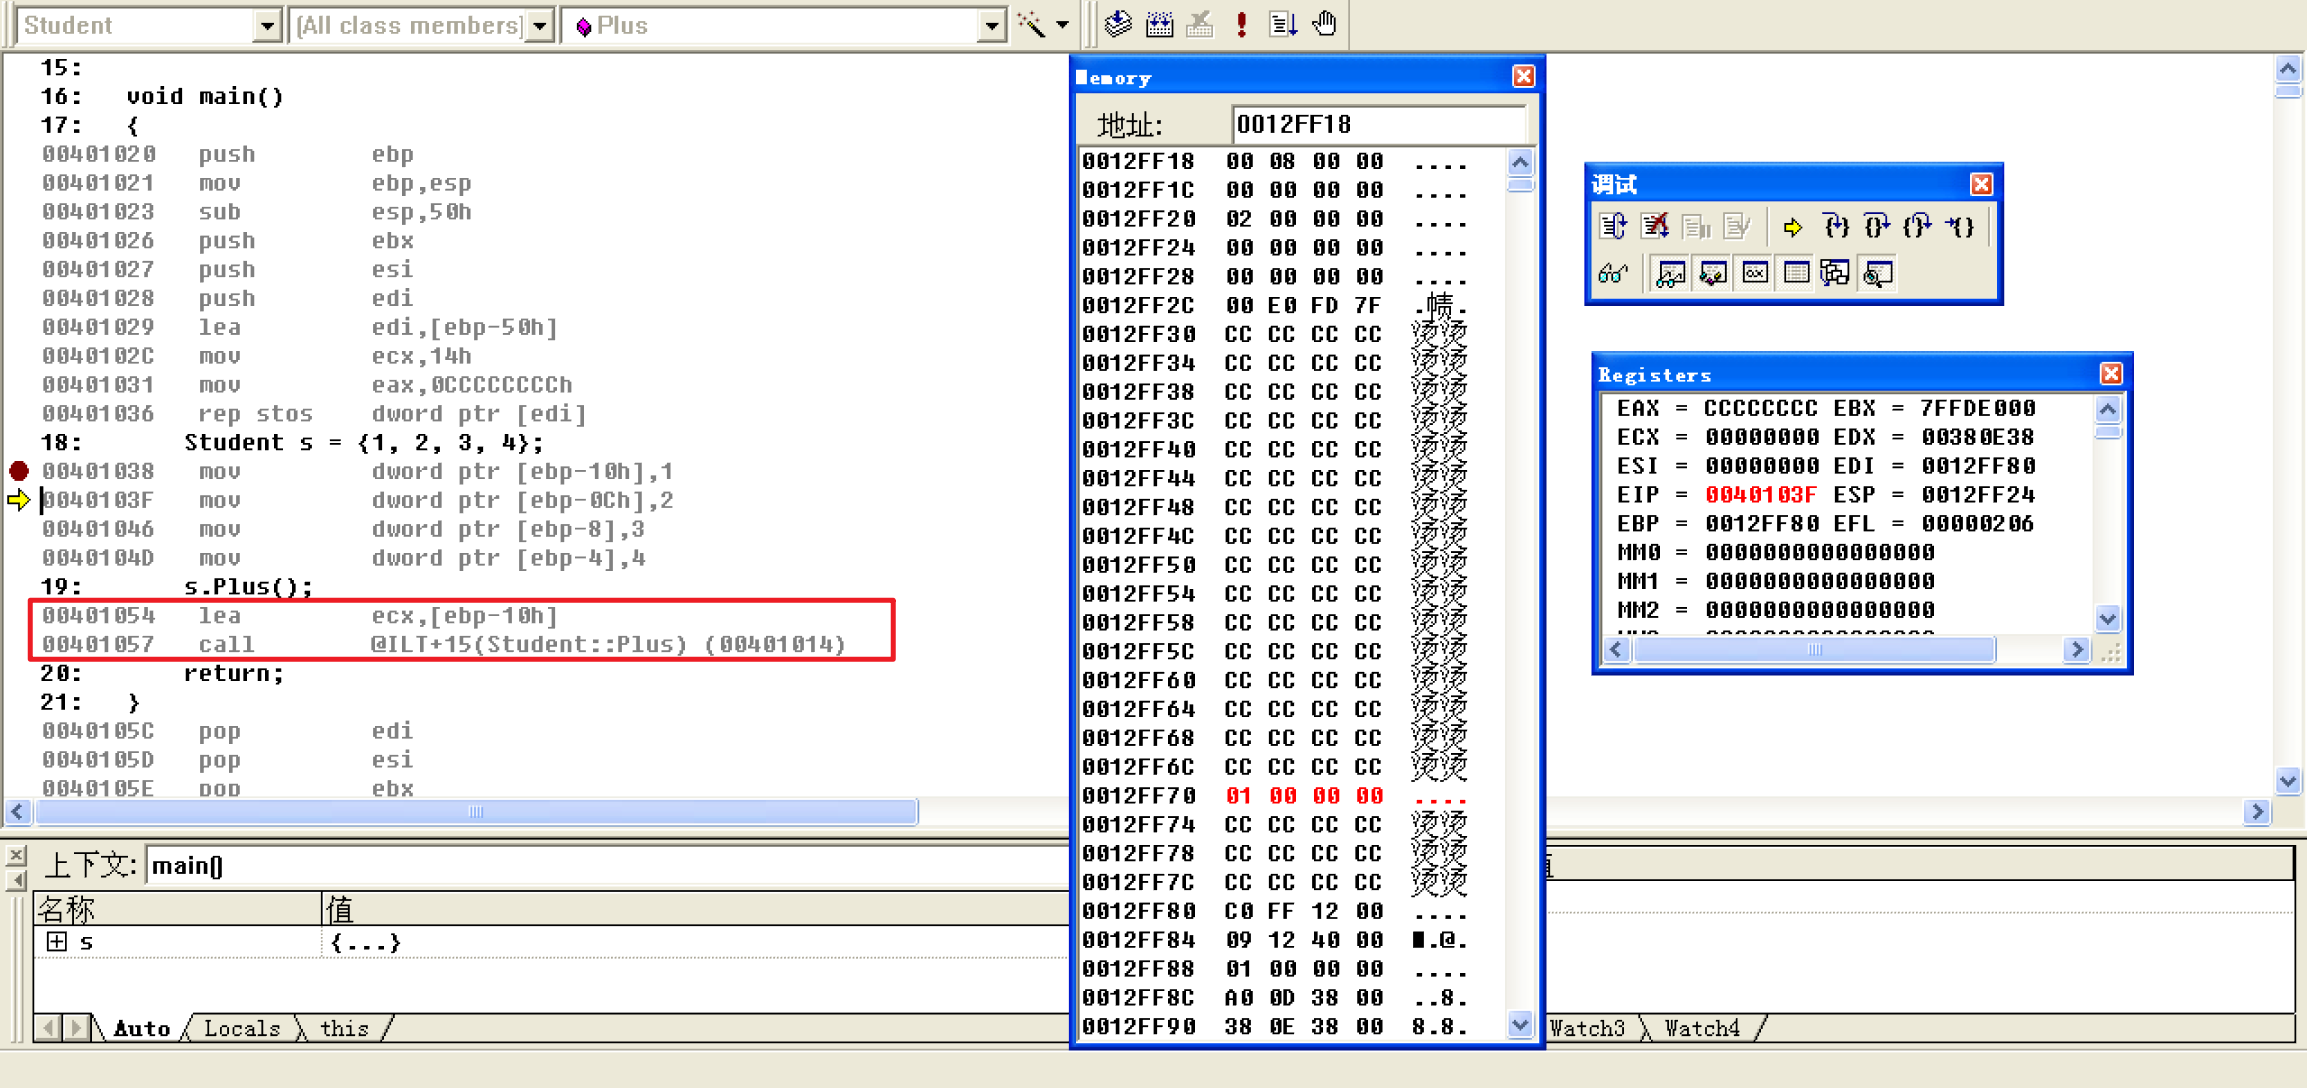 Student [All class members] Plus
15:
16: void main()
17: {
00401020 push ebp
00401021 mov ebp,esp
00401023 sub esp,50h
00401026 push ebx
00401027 push esi
00401028 push edi
00401029 lea edi,[ebp-50h]
0040102C mov ecx,14h
00401031 mov eax,0CCCCCCCCh
00401036 rep stos dword ptr [edi]
18: Student s = {1, 2, 3, 4};
00401038 mov dword ptr [ebp-10h],1
0040103F mov dword ptr [ebp-0Ch],2
00401046 mov dword ptr [ebp-8],3
0040104D mov dword ptr [ebp-4],4
19: s.Plus();
00401054 lea ecx,[ebp-10h]
00401057 call @ILT+15(Student::Plus) (00401014)
20: return;
21: }
0040105C pop edi
0040105D pop esi
0040105E pop ebx
Memory
地址: 0012FF18
0012FF18 00 08 00 00 ....
0012FF1C 00 00 00 00 ....
0012FF20 02 00 00 00 ....
0012FF24 00 00 00 00 ....
0012FF28 00 00 00 00 ....
0012FF2C 00 E0 FD 7F .帻.
0012FF30 CC CC CC CC 烫烫
0012FF34 CC CC CC CC 烫烫
0012FF38 CC CC CC CC 烫烫
0012FF3C CC CC CC CC 烫烫
0012FF40 CC CC CC CC 烫烫
0012FF44 CC CC CC CC 烫烫
0012FF48 CC CC CC CC 烫烫
0012FF4C CC CC CC CC 烫烫
0012FF50 CC CC CC CC 烫烫
0012FF54 CC CC CC CC 烫烫
0012FF58 CC CC CC CC 烫烫
0012FF5C CC CC CC CC 烫烫
0012FF60 CC CC CC CC 烫烫
0012FF64 CC CC CC CC 烫烫
0012FF68 CC CC CC CC 烫烫
0012FF6C CC CC CC CC 烫烫
0012FF70 01 00 00 00 ....
0012FF74 CC CC CC CC 烫烫
0012FF78 CC CC CC CC 烫烫
0012FF7C CC CC CC CC 烫烫
0012FF80 C0 FF 12 00 ....
0012FF84 09 12 40 00 .@.
0012FF88 01 00 00 00 ....
0012FF8C A0 0D 38 00 ..8.
0012FF90 38 0E 38 00 8.8.
调试
Registers
EAX = CCCCCCCC EBX = 7FFDE000
ECX = 00000000 EDX = 00380E38
ESI = 00000000 EDI = 0012FF80
EIP = 0040103F ESP = 0012FF24
EBP = 0012FF80 EFL = 00000206
MM0 = 0000000000000000
MM1 = 0000000000000000
MM2 = 0000000000000000
上下文: main()
名称 值
s {...}
Auto Locals this
Watch3 Watch4